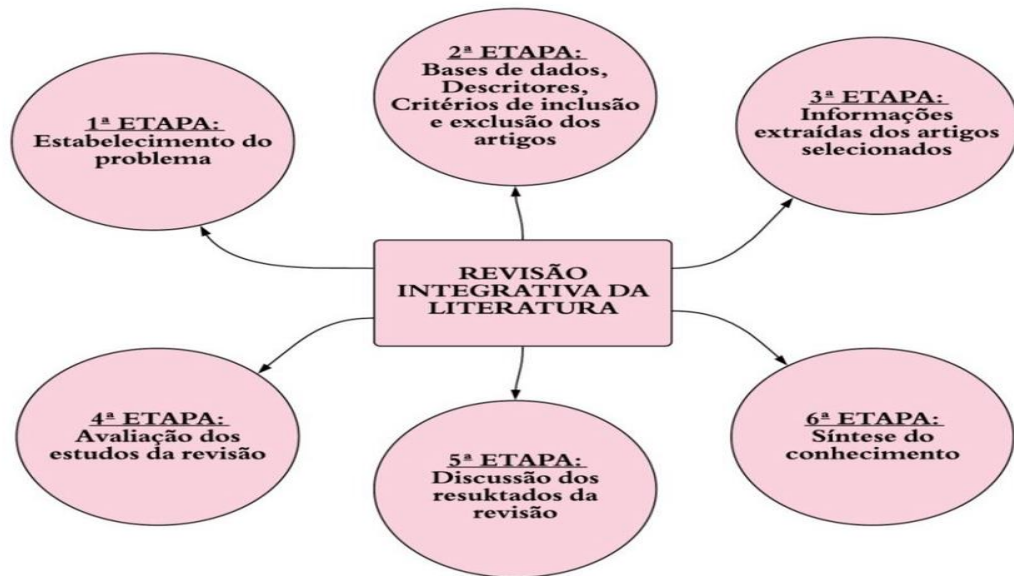 1ª ETAPA:
Estabelecimento do
problema
2ª ETAPA:
Bases de dados,
Descritores,
Critérios de inclusão
e exclusão dos
artigos
3ª ETAPA:
Informações
extraídas dos artigos
selecionados
REVISÃO
INTEGRATIVA DA
LITERATURA
4ª ETAPA:
Avaliação dos
estudos da revisão
5ª ETAPA:
Discussão dos
resuktados da
revisão
6ª ETAPA:
Síntese do
conhecimento